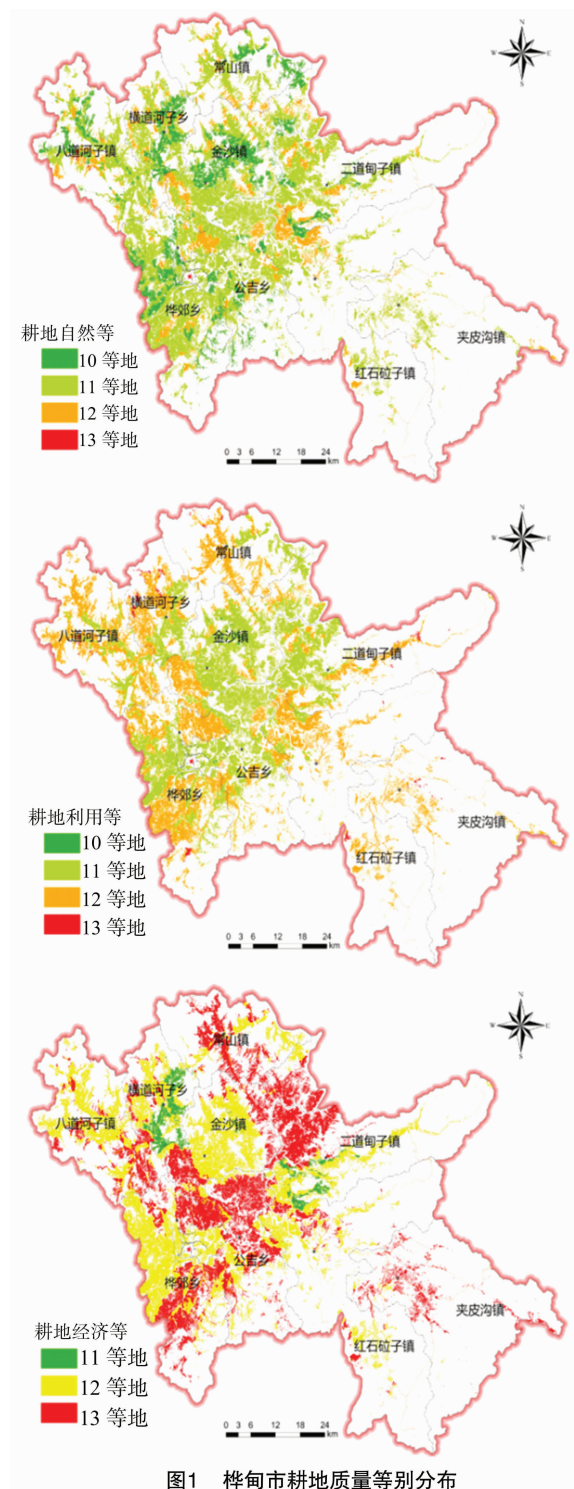 N
W E
S
常山镇
横道河子乡
八道河子镇
金沙镇
二道甸子镇
公吉乡
桦郊乡
夹皮沟镇
红石砬子镇
耕地自然等
10 等地
11 等地
12 等地
13 等地
0 3 6 12 18 24
km
N
W E
S
常山镇
横道河子乡
八道河子镇
金沙镇
二道甸子镇
公吉乡
桦郊乡
夹皮沟镇
红石砬子镇
耕地利用等
10 等地
11 等地
12 等地
13 等地
0 3 6 12 18 24
km
N
W E
S
常山镇
横道河子乡
八道河子镇
金沙镇
二道甸子镇
公吉乡
桦郊乡
夹皮沟镇
红石砬子镇
耕地经济等
11 等地
12 等地
13 等地
0 3 6 12 18 24
km
图1 桦甸市耕地质量等别分布